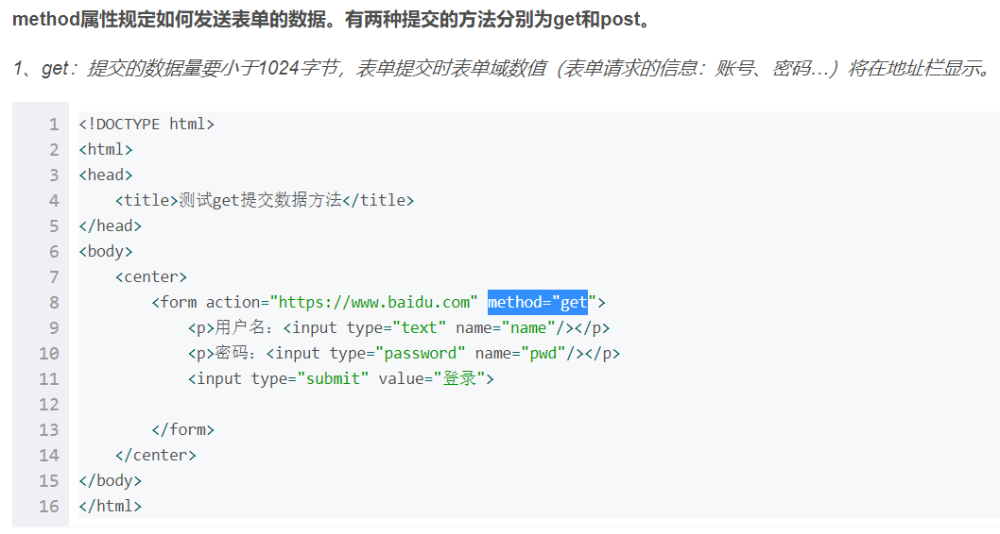 method属性规定如何发送表单的数据。有两种提交的方法分别为get和post。
1、get：提交的数据量要小于1024字节，表单提交时表单域数值（表单请求的信息：账号、密码…）将在地址栏显示。
1 <!DOCTYPE html>
2 <html>
3 <head>
4     <title>测试get提交数据方法</title>
5 </head>
6 <body>
7     <center>
8         <form action="https://www.baidu.com" method="get">
9             <p>用户名：<input type="text" name="name"/></p>
10             <p>密码：<input type="password" name="pwd"/></p>
11             <input type="submit" value="登录">
12
13         </form>
14     </center>
15 </body>
16 </html>